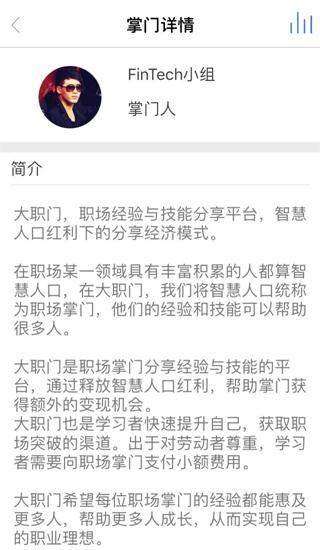 掌门详情
FinTech小组
掌门人
简介
大职门，职场经验与技能分享平台，智慧
人口红利下的分享经济模式。
在职场某一领域具有丰富积累的人都算智
慧人口，在大职门，我们将智慧人口统称
为职场掌门，他们的经验和技能可以帮助
很多人。
大职门是职场掌门分享经验与技能的平
台，通过释放智慧人口红利，帮助掌门获
得额外的变现机会。
大职门也是学习者快速提升自己，获取职
场突破的渠道。出于对劳动者尊重，学习
者需要向职场掌门支付小额费用。
大职门希望每位职场掌门的经验都能惠及
更多人，帮助更多人成长，从而实现自己
的职业理想。